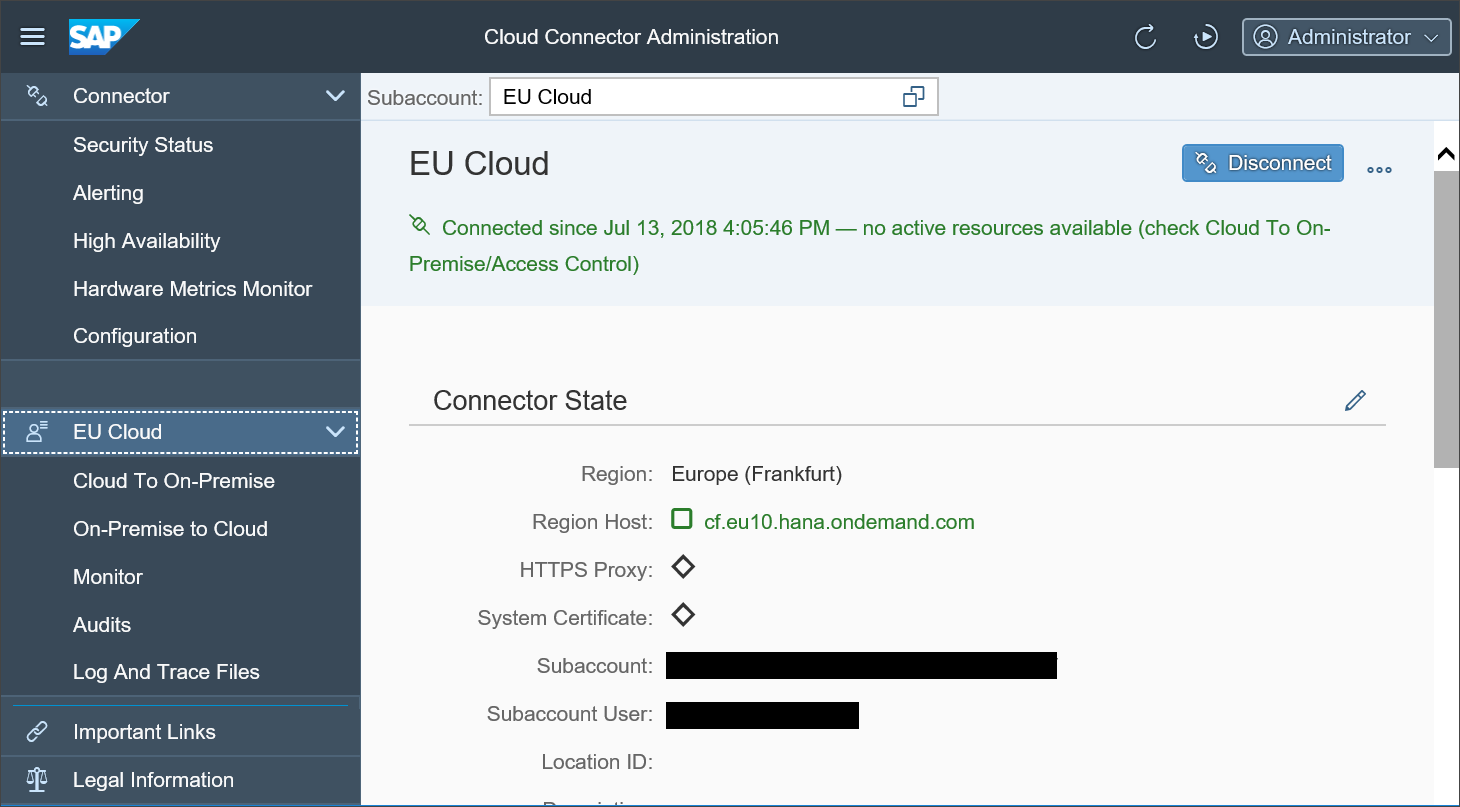 SAP
Cloud Connector Administration
Administrator
Connector
Security Status
Alerting
High Availability
Hardware Metrics Monitor
Configuration
EU Cloud
Cloud To On-Premise
On-Premise to Cloud
Monitor
Audits
Log And Trace Files
Important Links
Legal Information
Subaccount: EU Cloud
EU Cloud
Disconnect
Connected since Jul 13, 2018 4:05:46 PM — no active resources available (check Cloud To On-
Premise/Access Control)
Connector State
Region: Europe (Frankfurt)
Region Host: cf.eu10.hana.ondemand.com
HTTPS Proxy:
System Certificate:
Subaccount:
Subaccount User:
Location ID: